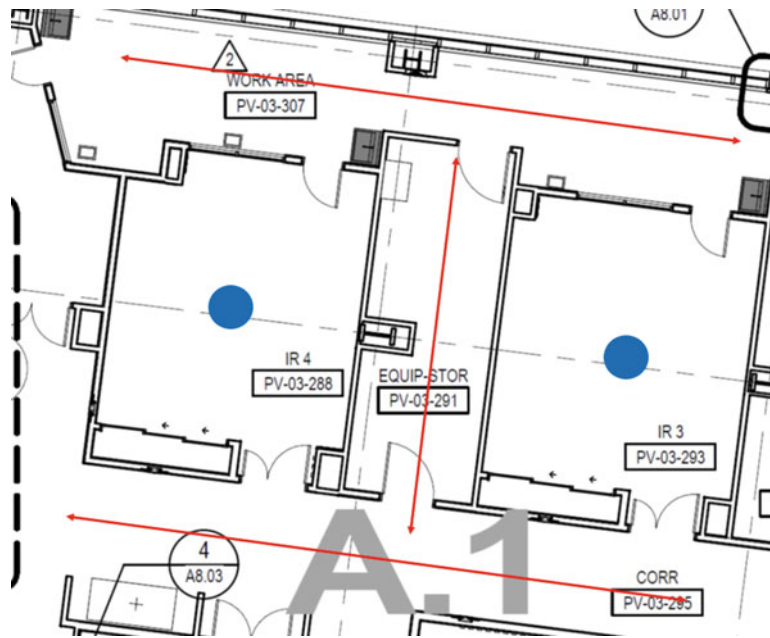 A8.01
2
WORK AREA
PV-03-307
IR 4
PV-03-288
EQUIP-STOR
PV-03-291
IR 3
PV-03-293
A.1
4
A8.03
CORR
PV-03-295